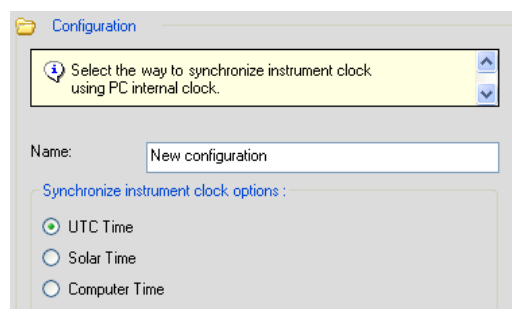 Configuration
Select the way to synchronize instrument clock
using PC internal clock.
Name:
New configuration
Synchronize instrument clock options :
UTC Time
Solar Time
Computer Time